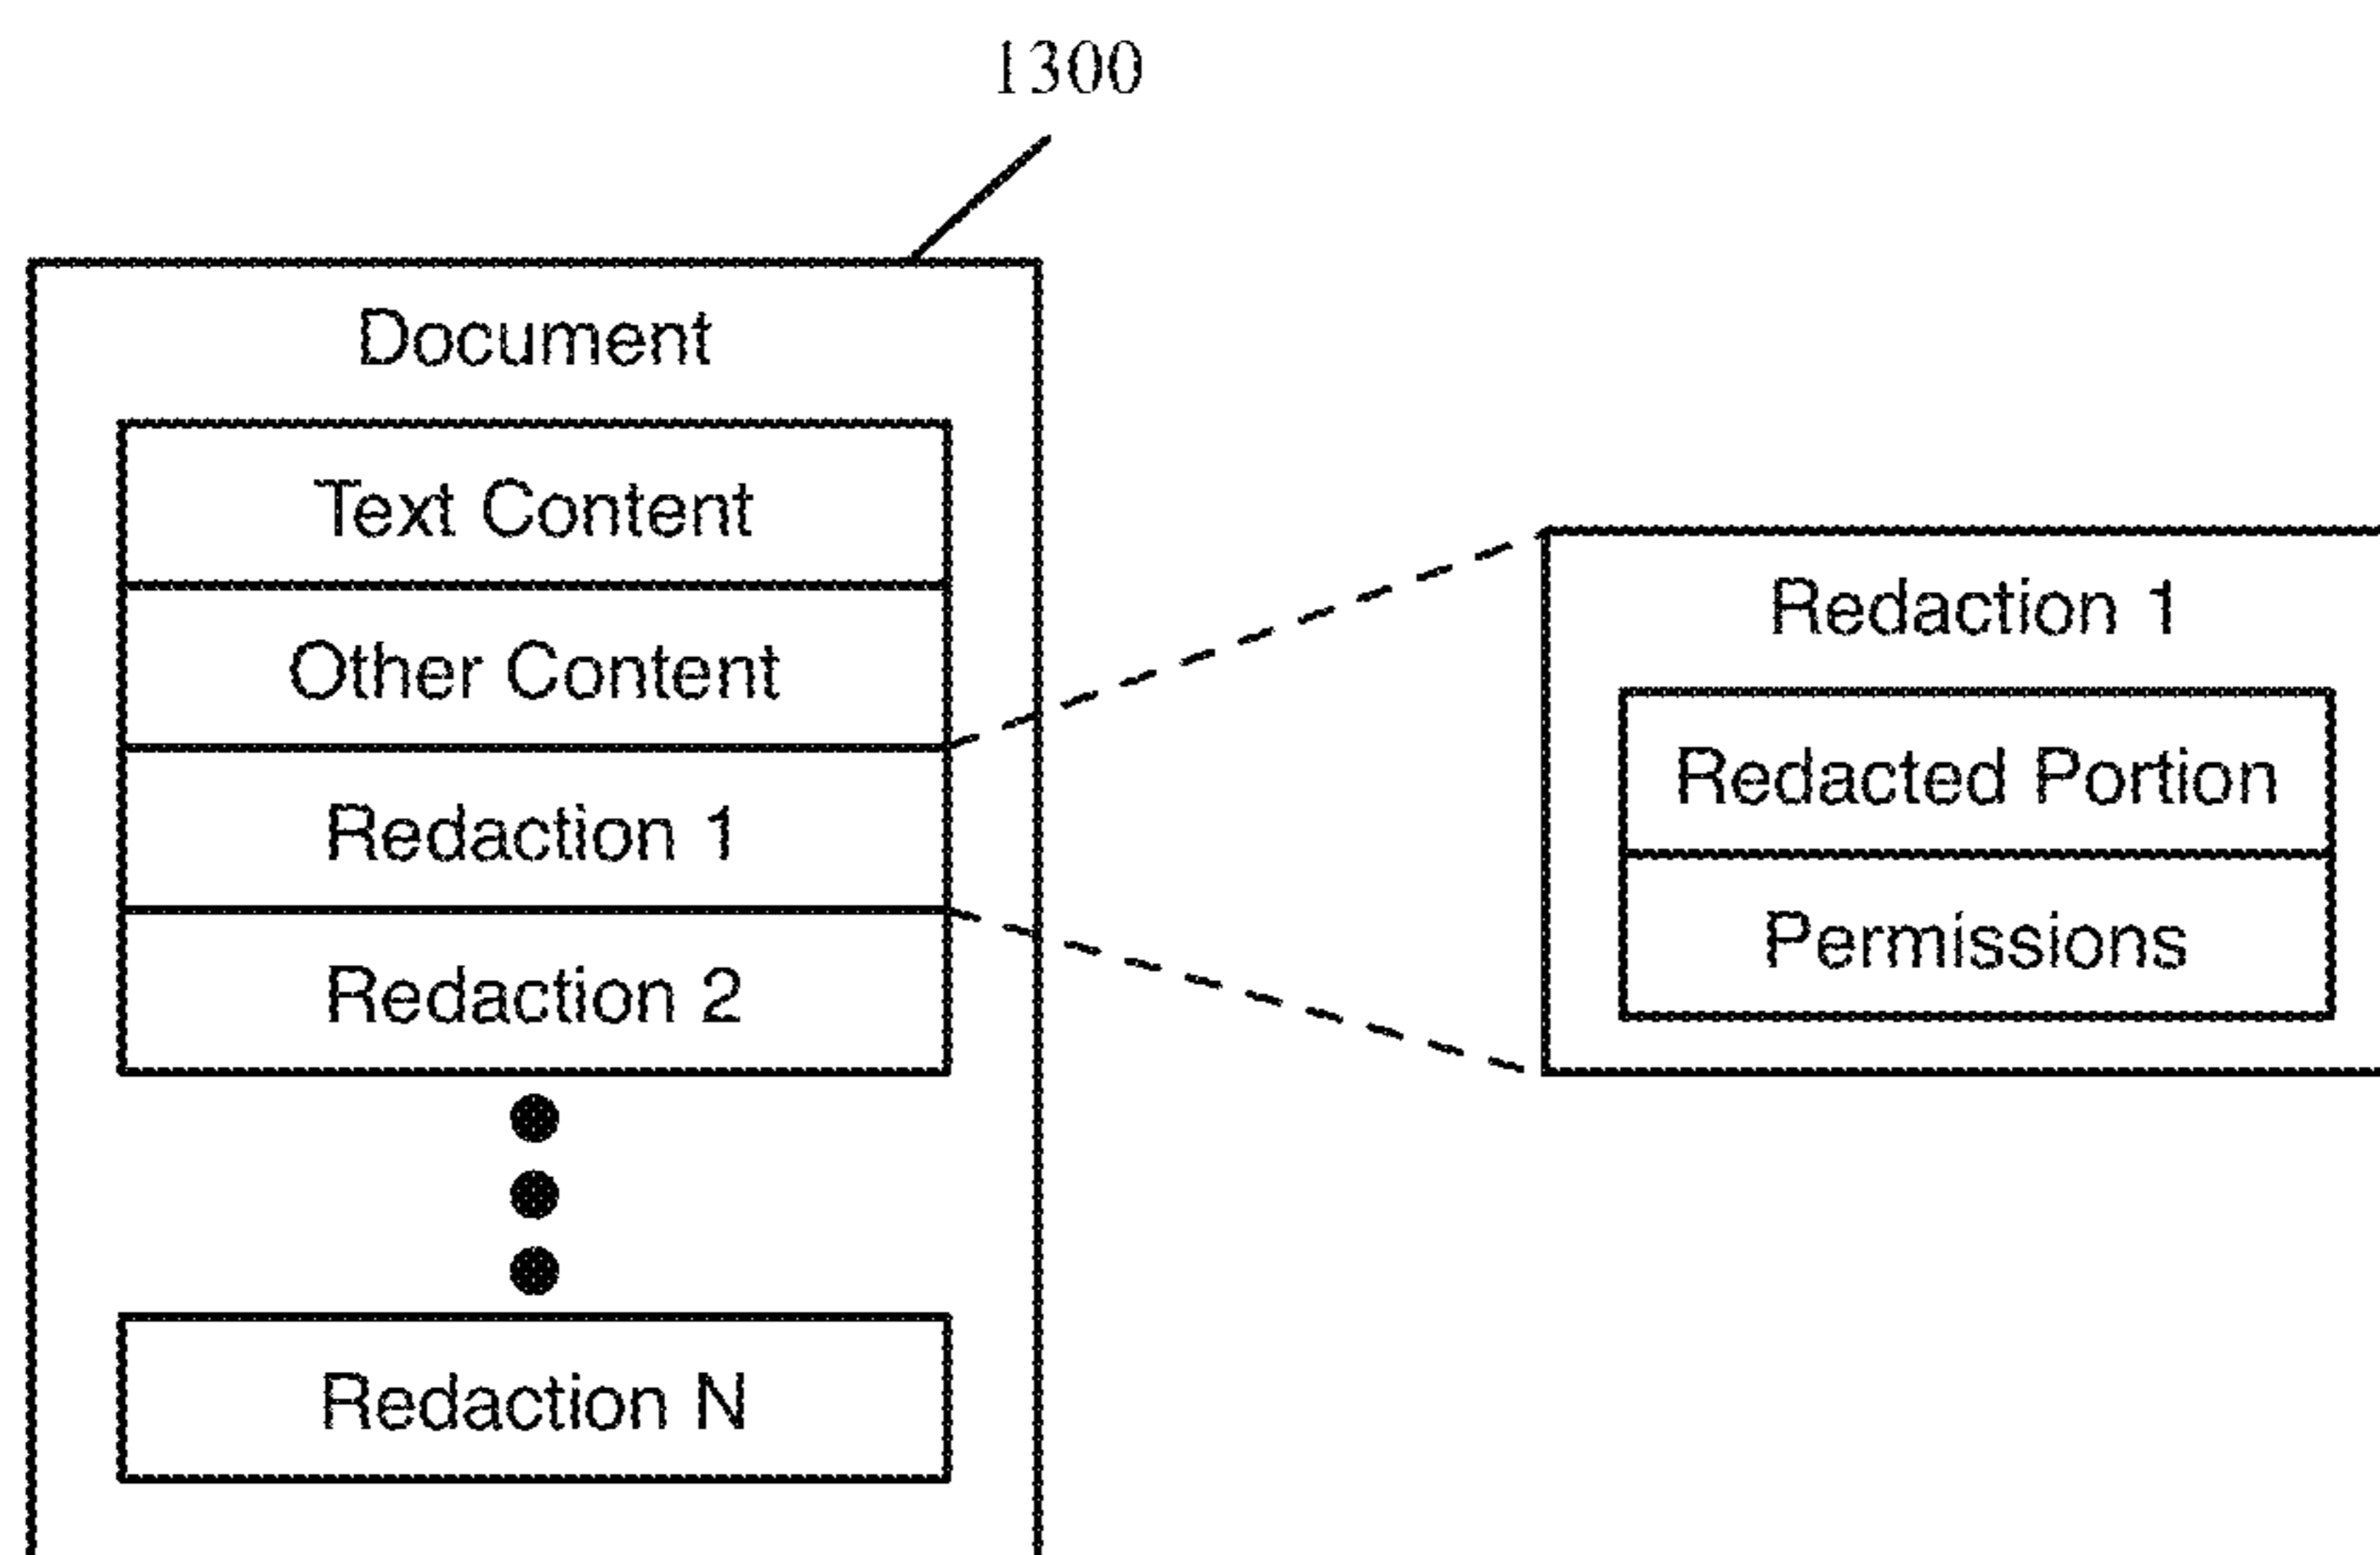 1300
Document
Text Content
Other Content
Redaction 1
Redaction 2
Redaction N
Redaction 1
Redacted Portion
Permissions